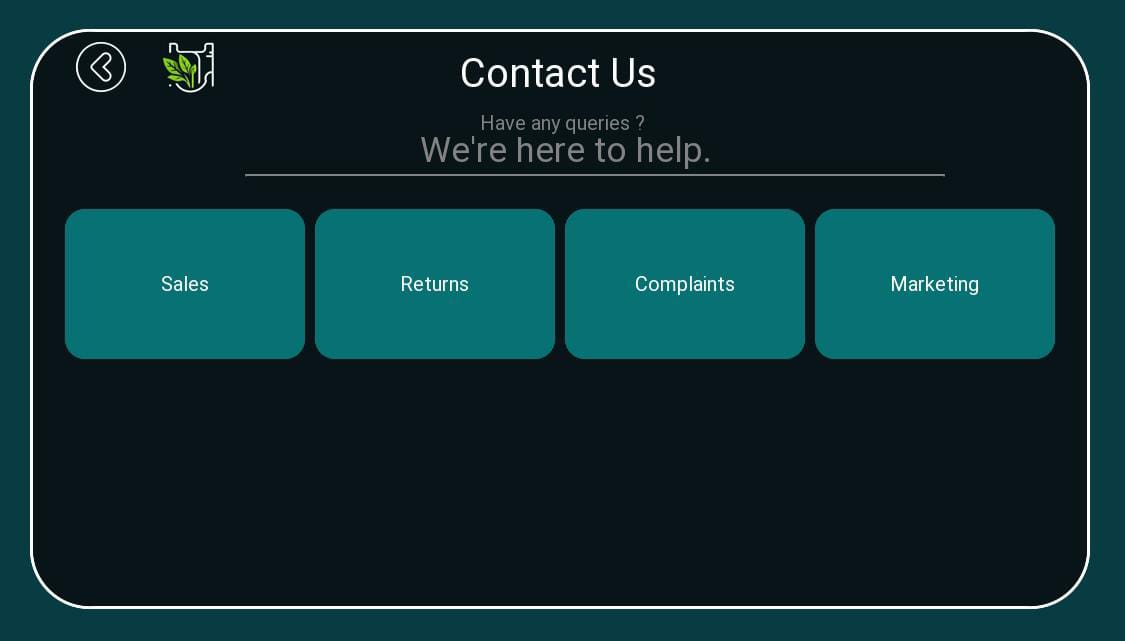 Contact Us
Have any queries ?
We're here to help.
Sales
Returns
Complaints
Marketing